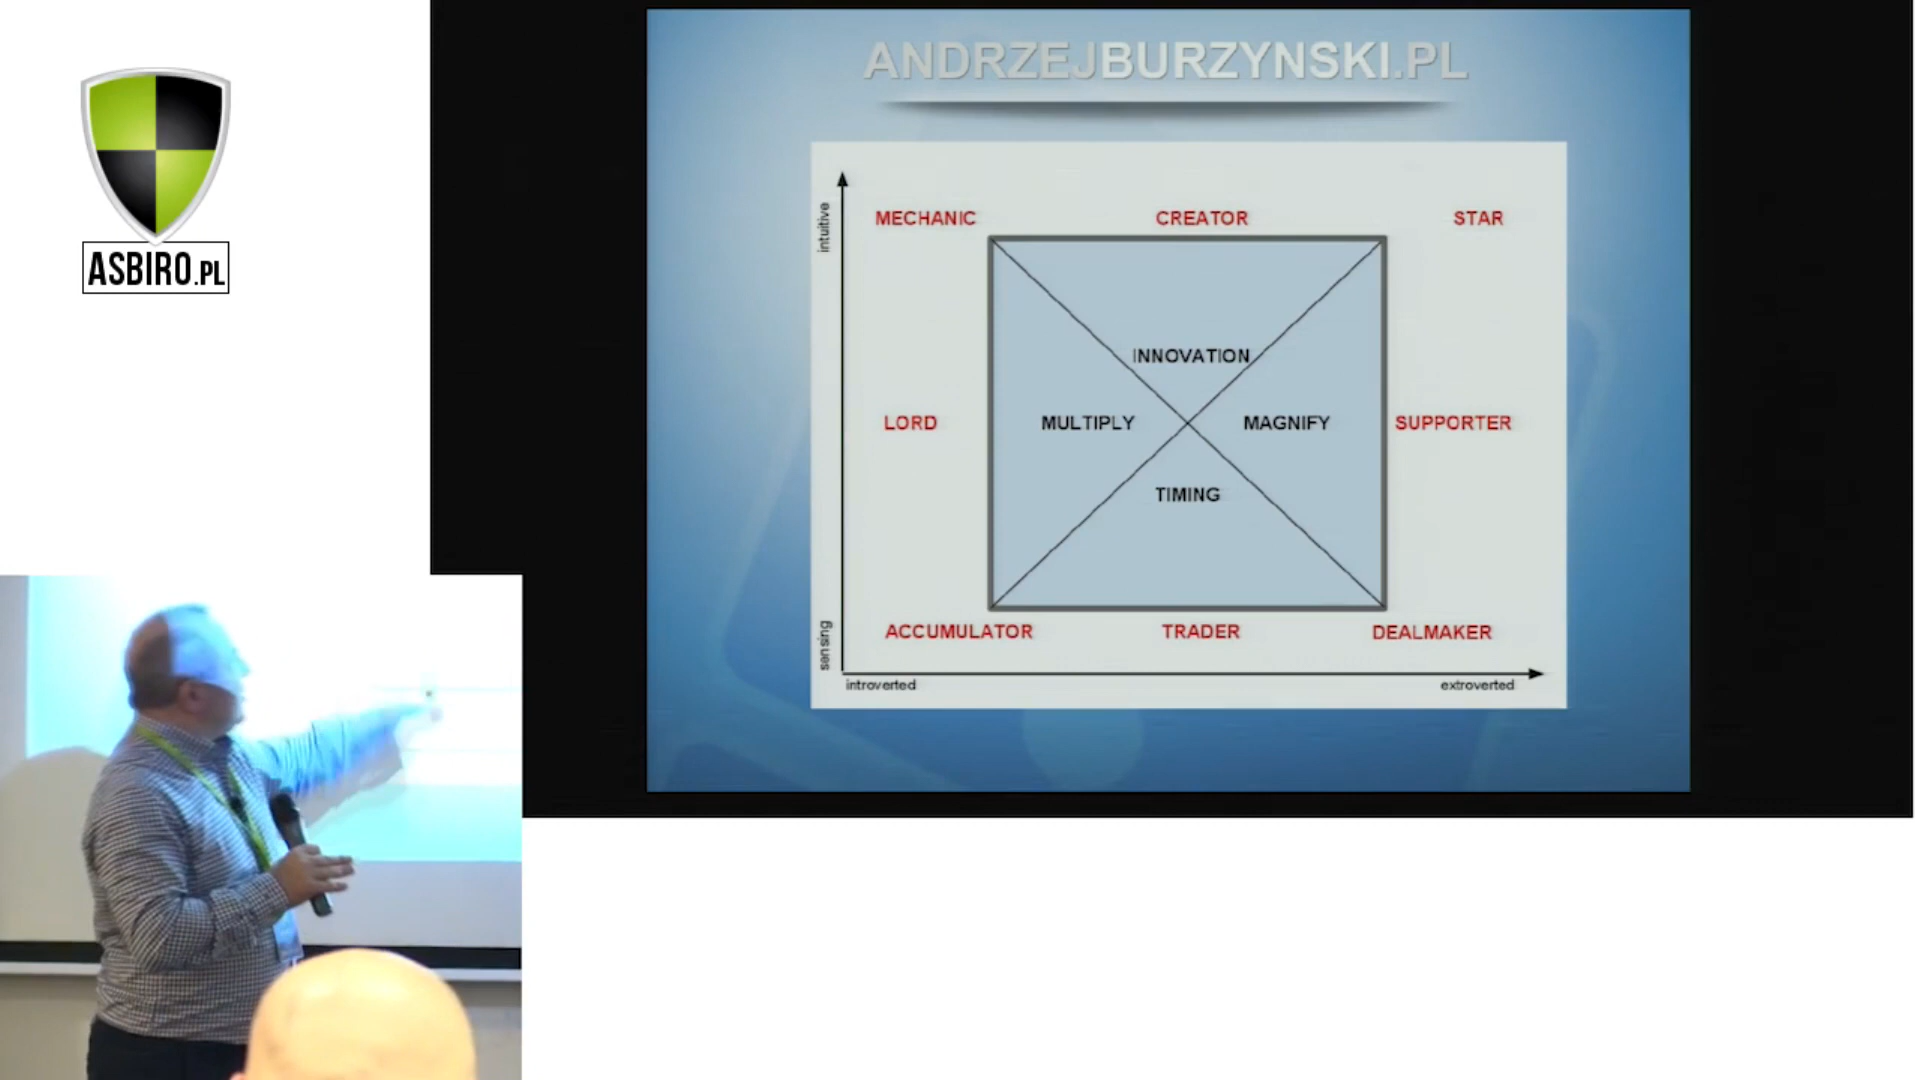 ASBIRO.PL
ANDRZEJBURZYNSKI.PL
intuitive
MECHANIC
CREATOR
STAR
INNOVATION
LORD
MULTIPLY
MAGNIFY
SUPPORTER
TIMING
sensing
ACCUMULATOR
TRADER
DEALMAKER
introverted
extroverted